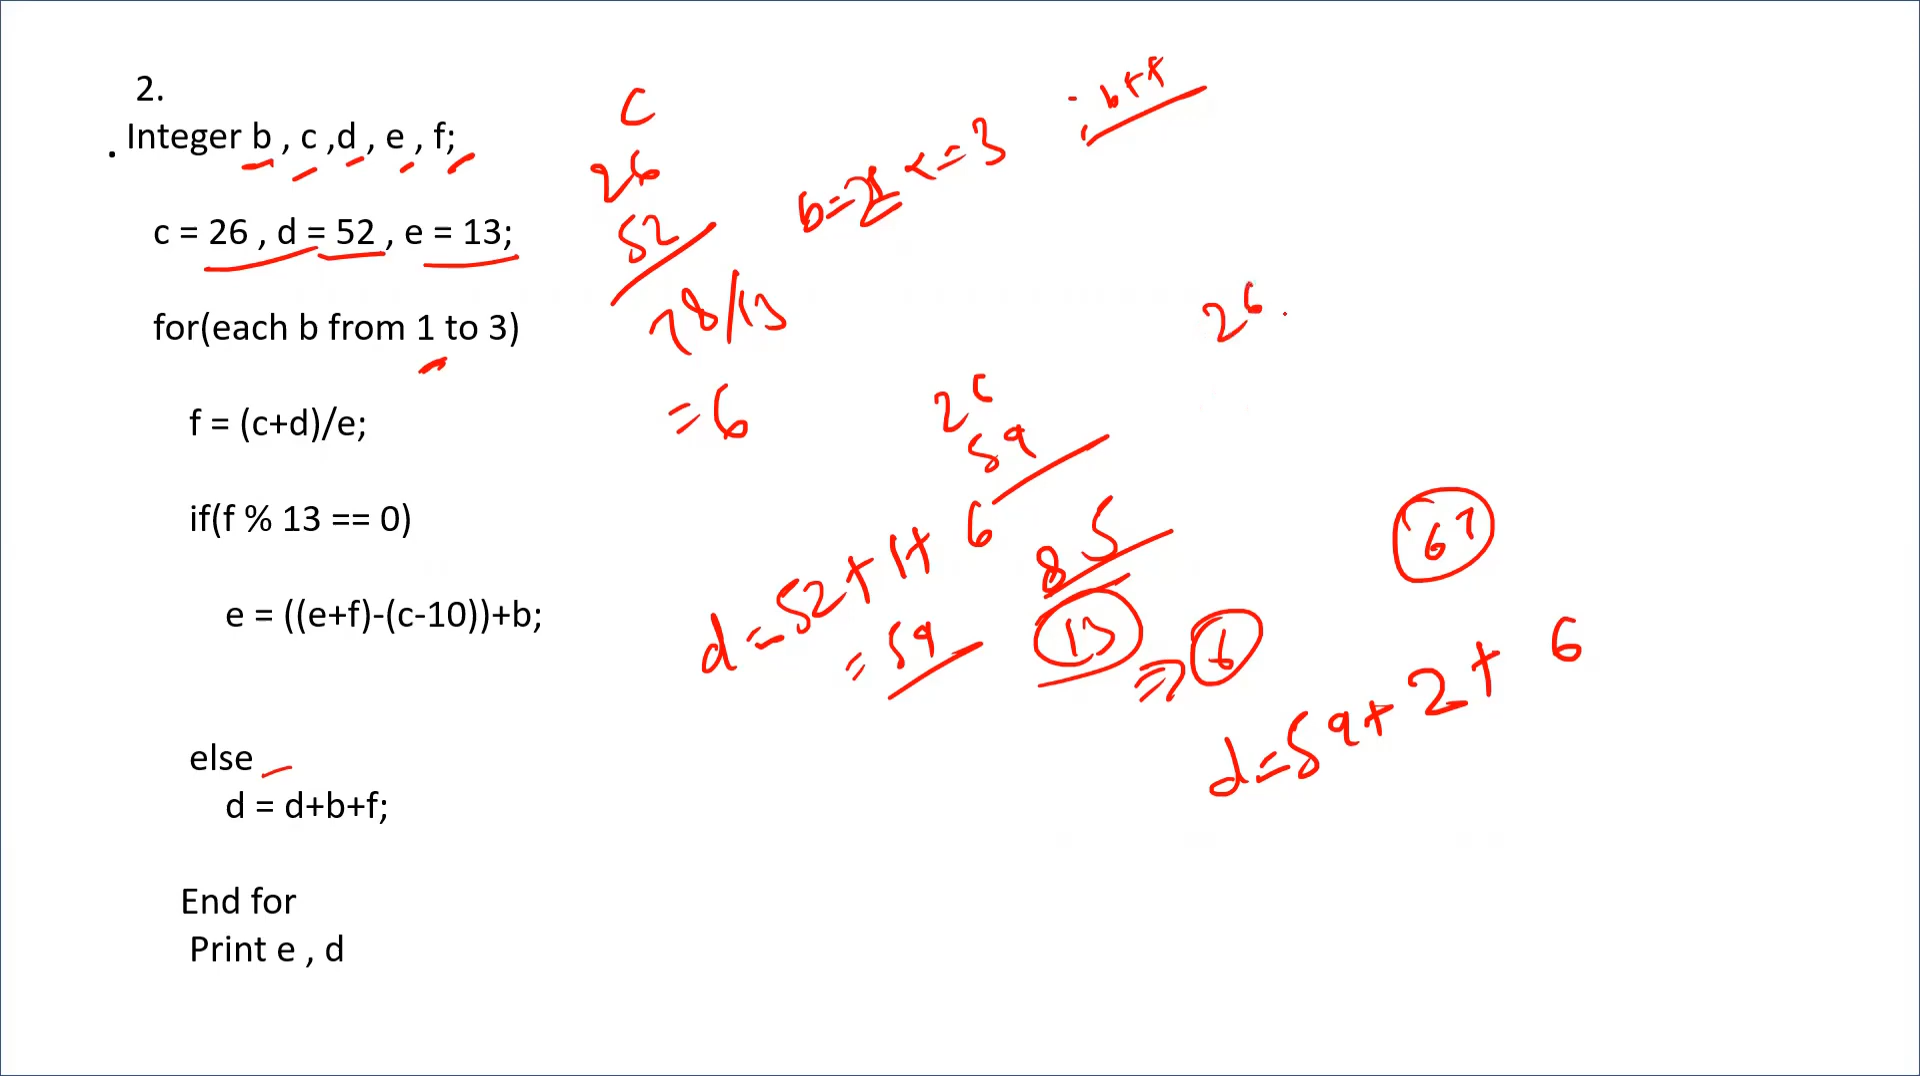 2.
Integer b , c ,d , e , f;
c = 26 , d = 52 , e = 13;
for(each b from 1 to 3)
f = (c+d)/e;
if(f % 13 == 0)
e = ((e+f)-(c-10))+b;
else
d = d+b+f;
End for
Print e , d
C
26
52
78/13
=6
<=3
; b++
d=52+1+ 6
=59
26
59
85
13
=> 6
26
67
d=59+2+ 6